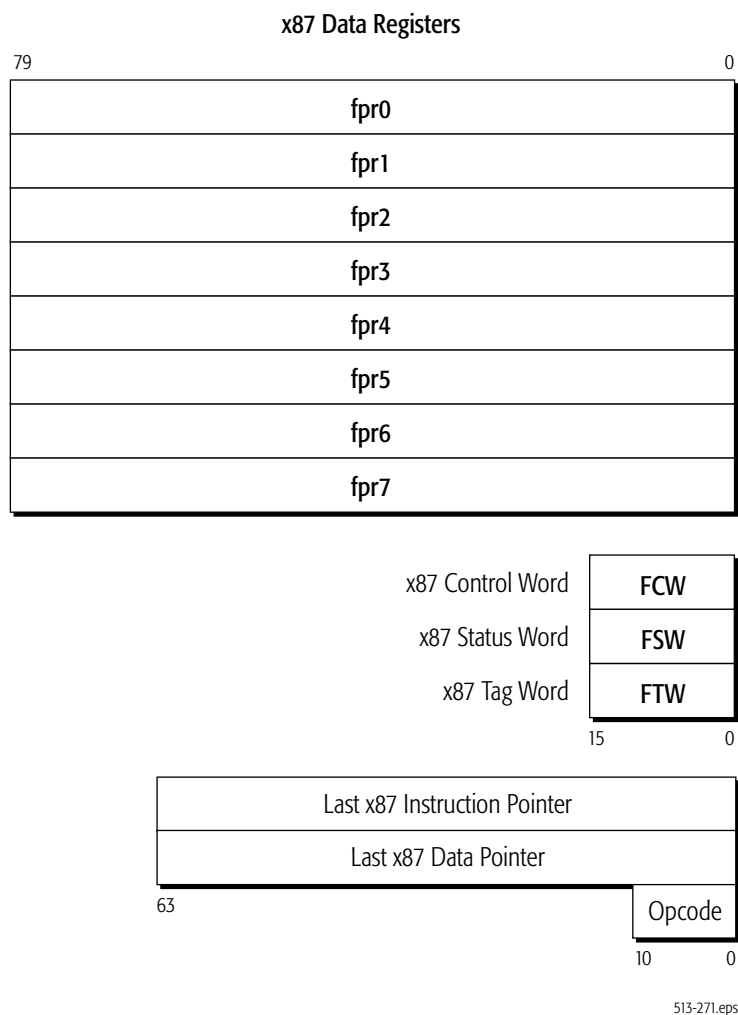 x87 Data Registers
79 0
fpr0
fpr1
fpr2
fpr3
fpr4
fpr5
fpr6
fpr7
x87 Control Word FCW
x87 Status Word FSW
x87 Tag Word FTW
15 0
Last x87 Instruction Pointer
Last x87 Data Pointer
63 Opcode
10 0
513-271.eps